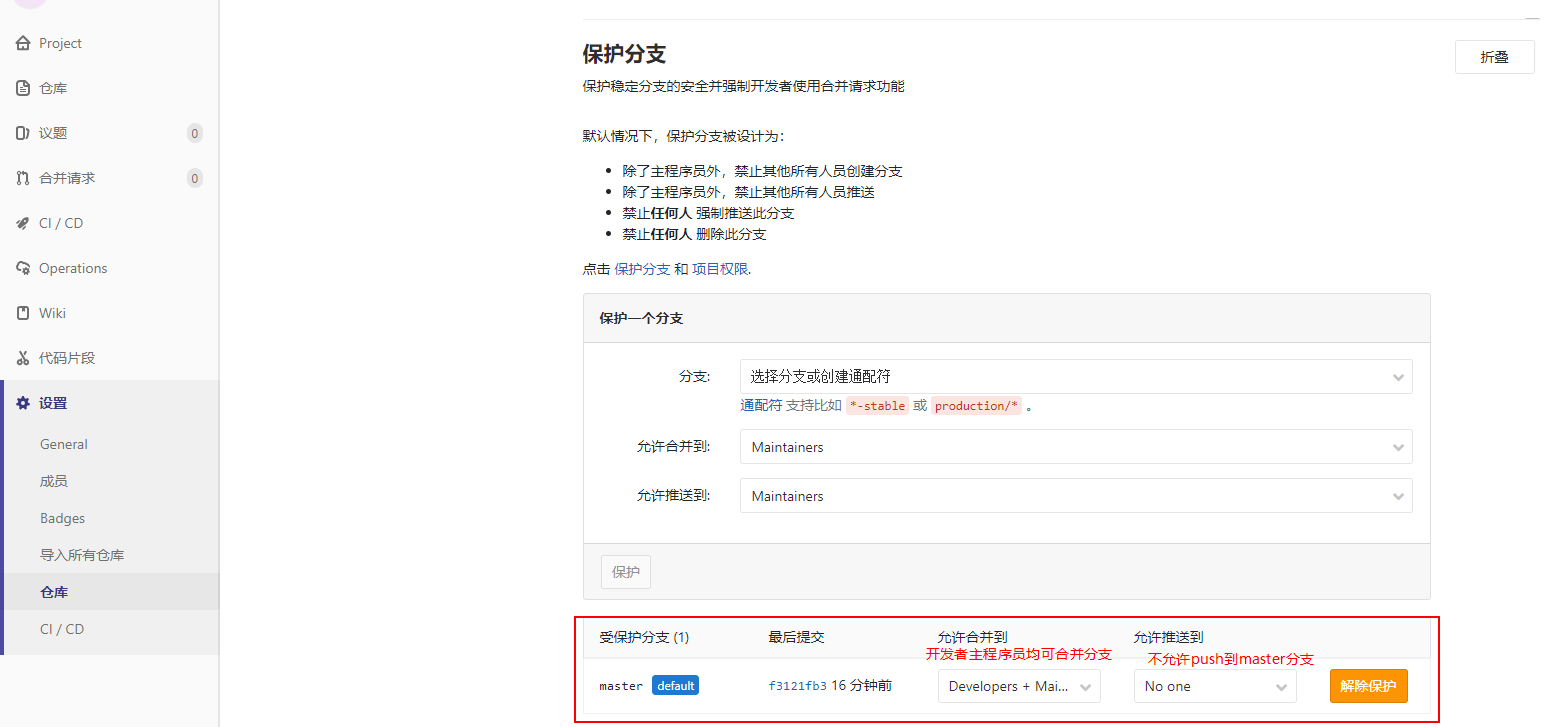 Project
仓库
议题 0
合并请求 0
CI / CD
Operations
Wiki
代码片段
设置
General
成员
Badges
导入所有仓库
仓库
CI / CD
保护分支
折叠
保护稳定分支的安全并强制开发者使用合并请求功能
默认情况下，保护分支被设计为：
除了主程序员外，禁止其他所有人员创建分支
除了主程序员外，禁止其他所有人员推送
禁止任何人 强制推送此分支
禁止任何人 删除此分支
点击 保护分支 和 项目权限.
保护一个分支
分支: 选择分支或创建通配符
通配符 支持比如 *-stable 或 production/* 。
允许合并到: Maintainers
允许推送到: Maintainers
保护
受保护分支 (1) 最后提交 允许合并到 允许推送到
开发者主程序员均可合并分支 不允许push到master分支
master default f3121fb3 16 分钟前 Developers + Mai... No one 解除保护